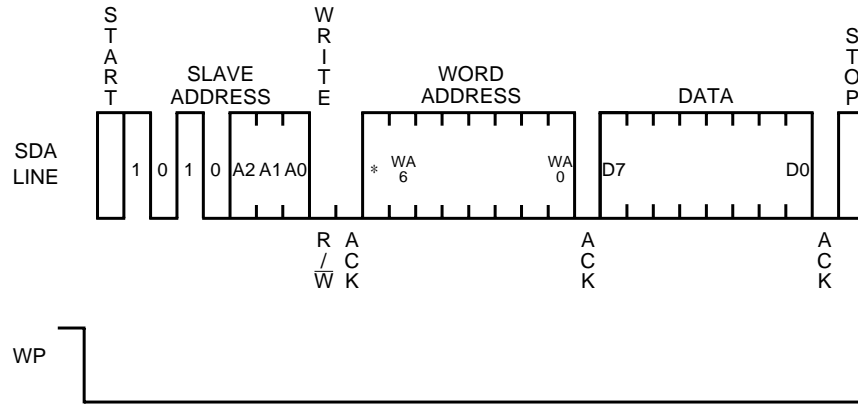 START
WRITE
STOP
SLAVE
ADDRESS
WORD
ADDRESS
DATA
SDA
LINE
1 0 1 0 A2 A1 A0 * WA
6 WA
0 D7 D0
R/W
ACK
ACK
ACK
WP